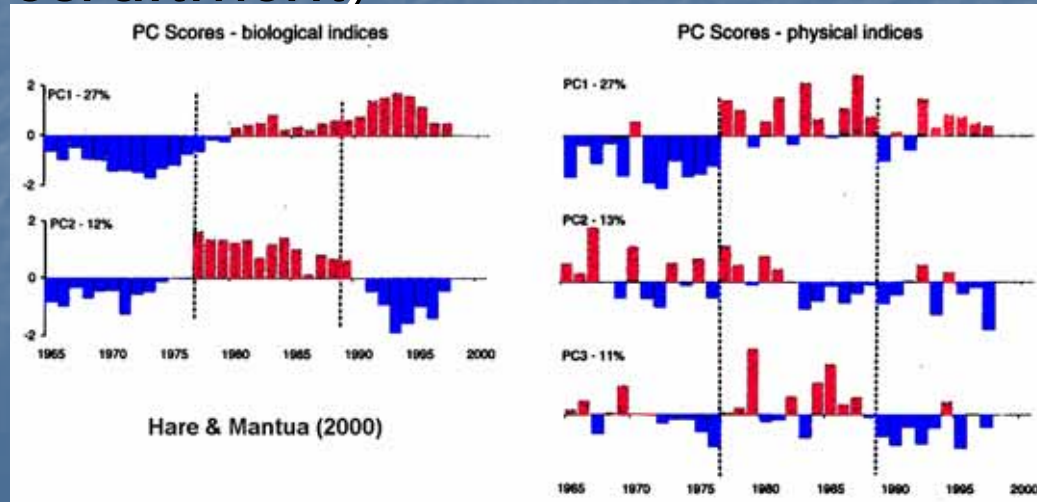 PC Scores - biological indices
PC1 - 27%
2
0
-2
PC2 - 12%
2
0
-2
1965 1970 1975 1980 1985 1990 1995 2000
Hare & Mantua (2000)
PC Scores - physical indices
PC1 - 27%
PC2 - 13%
PC3 - 11%
1965 1970 1975 1980 1985 1990 1995 2000